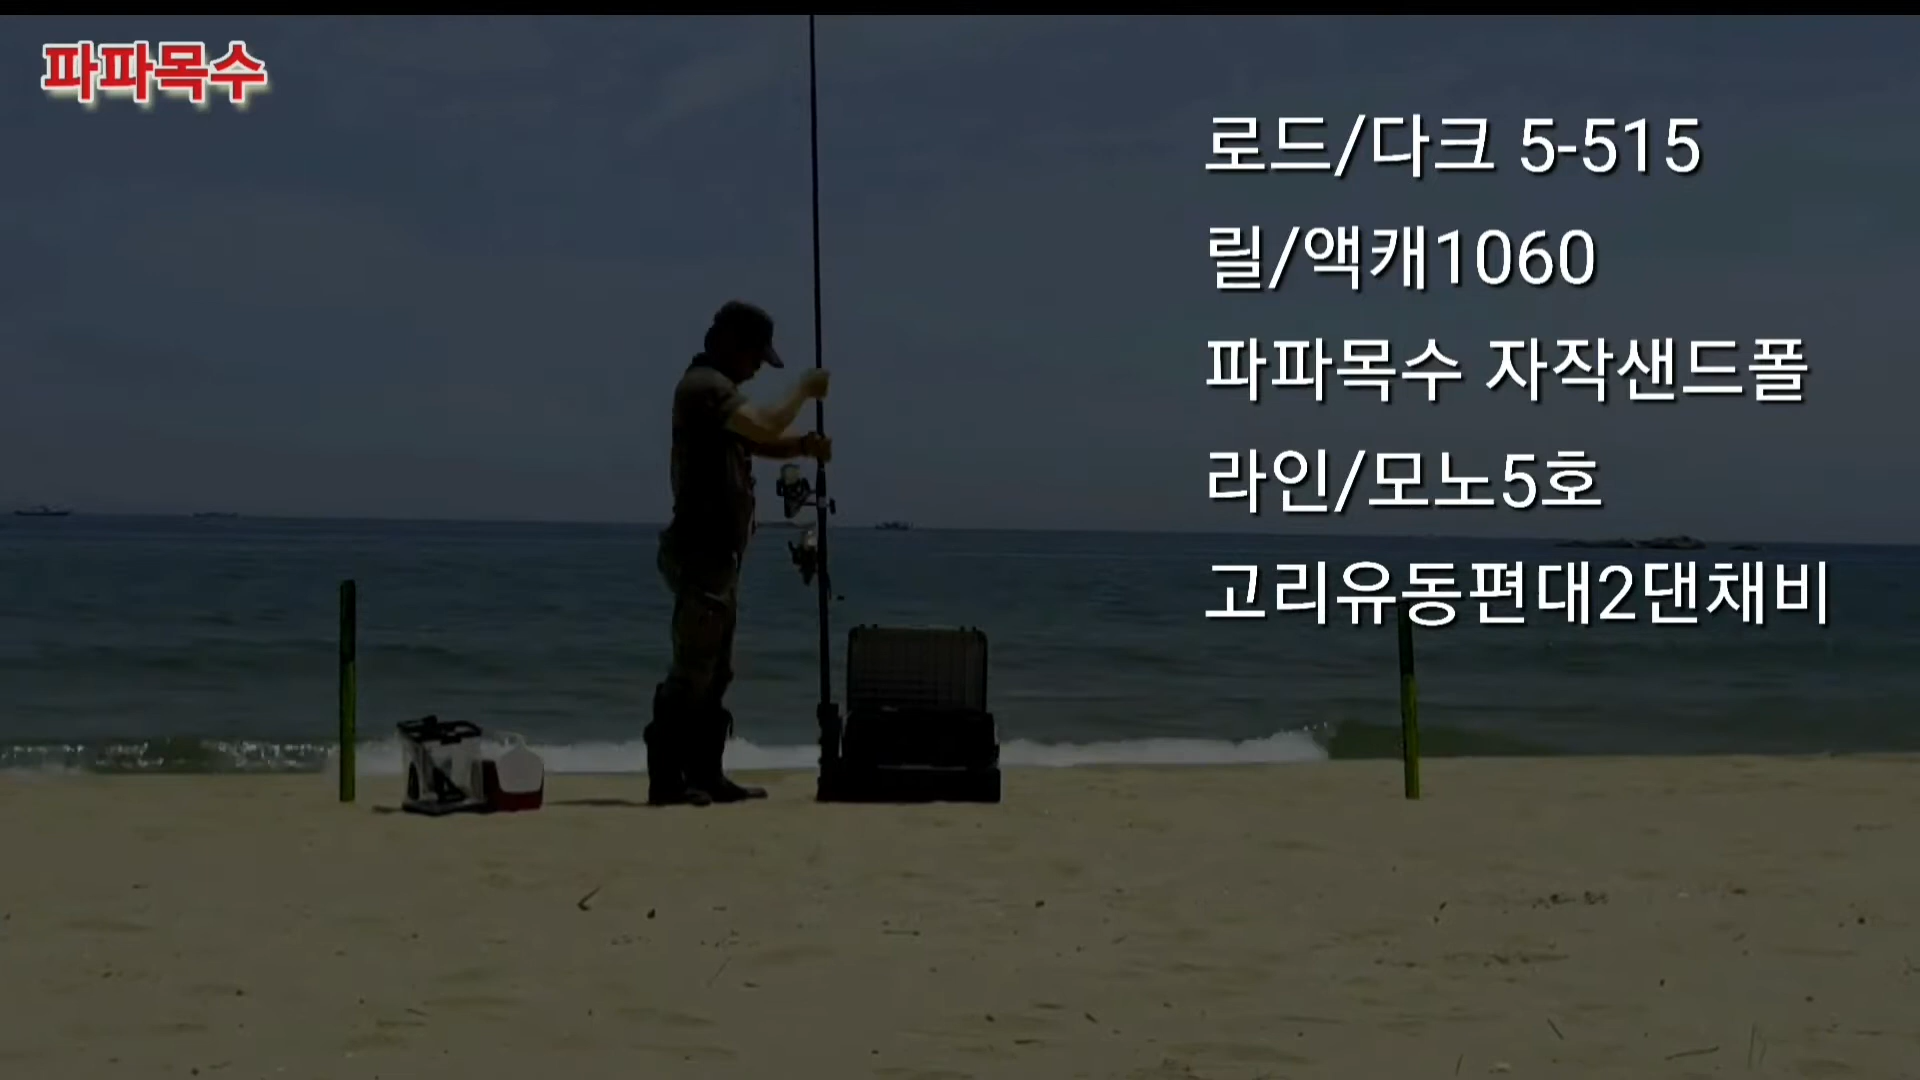 파파목수
로드/다크 5-515
릴/액캐1060
파파목수 자작샌드폴
라인/모노5호
고리유동편대2댄채비